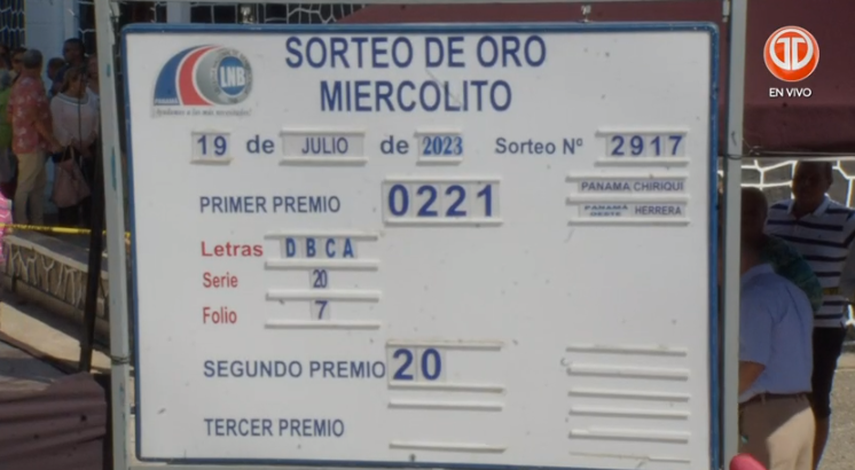 EN VIVO
LNB
PANAMÁ
SORTEO DE ORO
MIERCOLITO
19 de JULIO de 2023 Sorteo Nº 2917
PRIMER PREMIO 0221 PANAMA CHIRIQUI
PANAMA OESTE HERRERA
Letras D B C A
Serie 20
Folio 7
SEGUNDO PREMIO 20
TERCER PREMIO